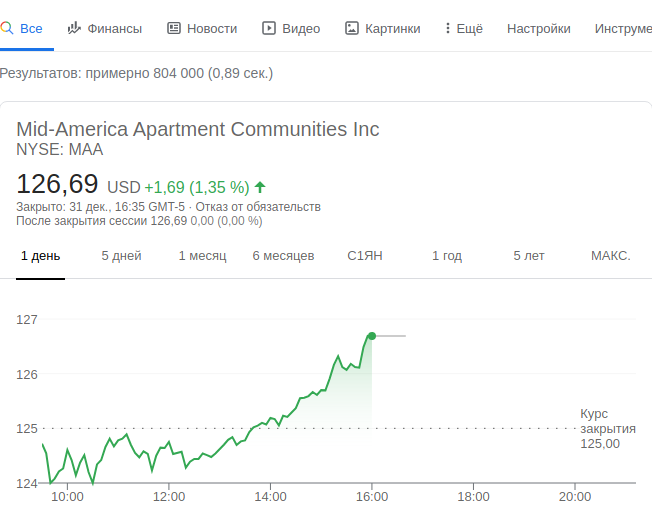 Все Финансы Новости Видео Картинки Ещё Настройки Инструме
Результатов: примерно 804 000 (0,89 сек.)
Mid-America Apartment Communities Inc
NYSE: MAA
126,69 USD +1,69 (1,35 %)
Закрыто: 31 дек., 16:35 GMT-5 · Отказ от обязательств
После закрытия сессии 126,69 0,00 (0,00 %)
1 день 5 дней 1 месяц 6 месяцев С1ЯН 1 год 5 лет МАКС.
127
126
125
124
Курс
закрытия
125,00
10:00 12:00 14:00 16:00 18:00 20:00